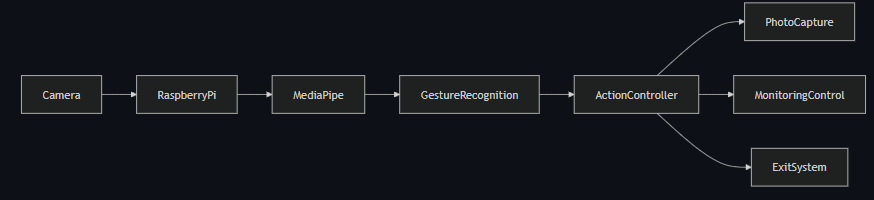 Camera
RaspberryPi
MediaPipe
GestureRecognition
ActionController
PhotoCapture
MonitoringControl
ExitSystem